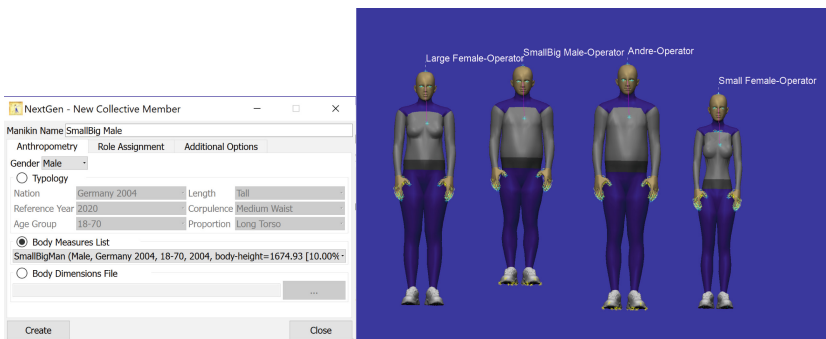 NextGen - New Collective Member
Manikin Name SmallBig Male
Anthropometry Role Assignment Additional Options
Gender Male
Typology
Nation Germany 2004 Length Tall
Reference Year 2020 Corpulence Medium Waist
Age Group 18-70 Proportion Long Torso
Body Measures List
SmallBigMan (Male, Germany 2004, 18-70, 2004, body-height=1674.93 [10.00%
Body Dimensions File
...
Create Close
Large Female-Operator SmallBig Male-Operator Andre-Operator
Small Female-Operator